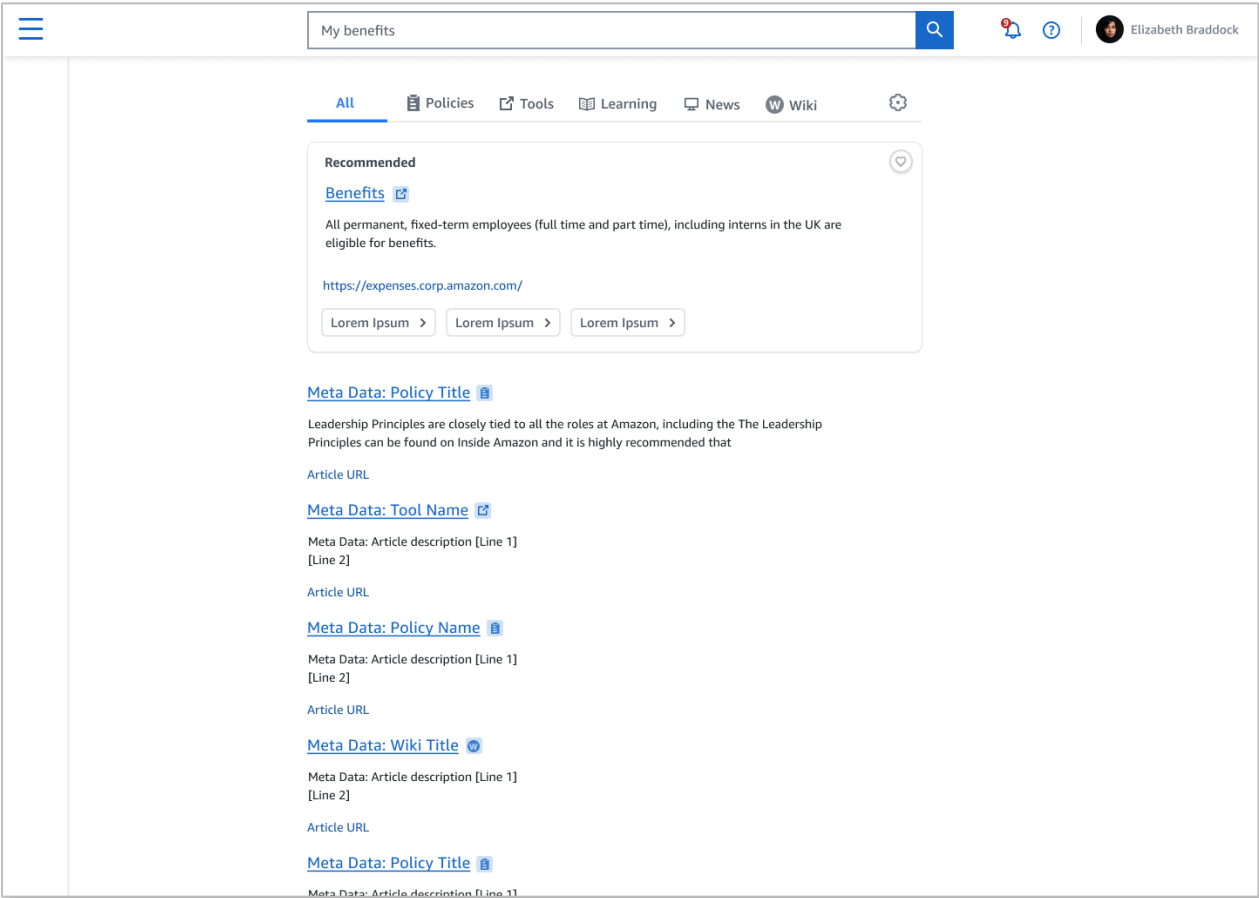 My benefits
9
?
Elizabeth Braddock
All
Policies
Tools
Learning
News
W Wiki
Recommended
Benefits
All permanent, fixed-term employees (full time and part time), including interns in the UK are
eligible for benefits.
https://expenses.corp.amazon.com/
Lorem Ipsum
Lorem Ipsum
Lorem Ipsum
Meta Data: Policy Title
Leadership Principles are closely tied to all the roles at Amazon, including the The Leadership
Principles can be found on Inside Amazon and it is highly recommended that
Article URL
Meta Data: Tool Name
Meta Data: Article description [Line 1]
[Line 2]
Article URL
Meta Data: Policy Name
Meta Data: Article description [Line 1]
[Line 2]
Article URL
Meta Data: Wiki Title W
Meta Data: Article description [Line 1]
[Line 2]
Article URL
Meta Data: Policy Title
Meta Data: Article description [Line 1]